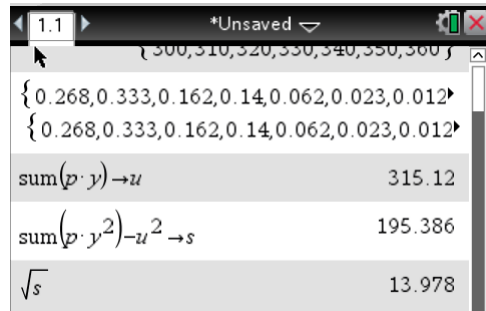 1.1 *Unsaved
{300,310,320,330,340,350,360}
{0.268,0.333,0.162,0.14,0.062,0.023,0.012
{0.268,0.333,0.162,0.14,0.062,0.023,0.012
sum(p·y)→u 315.12
sum(p·y²)−u²→s 195.386
√s 13.978